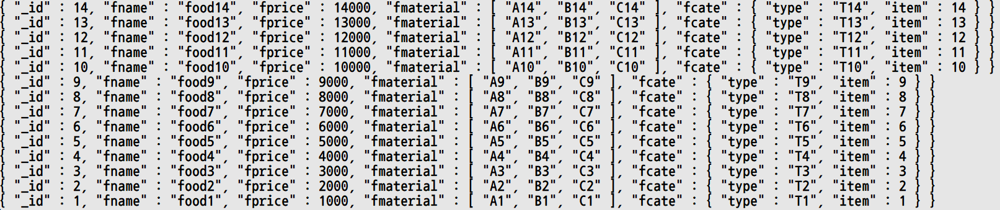 { "_id" : 14, "fname" : "food14", "fprice" : 14000, "fmaterial" : [ "A14", "B14", "C14" ], "fcate" : { "type" : "T14", "item" : 14 } }
{ "_id" : 13, "fname" : "food13", "fprice" : 13000, "fmaterial" : [ "A13", "B13", "C13" ], "fcate" : { "type" : "T13", "item" : 13 } }
{ "_id" : 12, "fname" : "food12", "fprice" : 12000, "fmaterial" : [ "A12", "B12", "C12" ], "fcate" : { "type" : "T12", "item" : 12 } }
{ "_id" : 11, "fname" : "food11", "fprice" : 11000, "fmaterial" : [ "A11", "B11", "C11" ], "fcate" : { "type" : "T11", "item" : 11 } }
{ "_id" : 10, "fname" : "food10", "fprice" : 10000, "fmaterial" : [ "A10", "B10", "C10" ], "fcate" : { "type" : "T10", "item" : 10 } }
{ "_id" : 9, "fname" : "food9", "fprice" : 9000, "fmaterial" : [ "A9", "B9", "C9" ], "fcate" : { "type" : "T9", "item" : 9 } }
{ "_id" : 8, "fname" : "food8", "fprice" : 8000, "fmaterial" : [ "A8", "B8", "C8" ], "fcate" : { "type" : "T8", "item" : 8 } }
{ "_id" : 7, "fname" : "food7", "fprice" : 7000, "fmaterial" : [ "A7", "B7", "C7" ], "fcate" : { "type" : "T7", "item" : 7 } }
{ "_id" : 6, "fname" : "food6", "fprice" : 6000, "fmaterial" : [ "A6", "B6", "C6" ], "fcate" : { "type" : "T6", "item" : 6 } }
{ "_id" : 5, "fname" : "food5", "fprice" : 5000, "fmaterial" : [ "A5", "B5", "C5" ], "fcate" : { "type" : "T5", "item" : 5 } }
{ "_id" : 4, "fname" : "food4", "fprice" : 4000, "fmaterial" : [ "A4", "B4", "C4" ], "fcate" : { "type" : "T4", "item" : 4 } }
{ "_id" : 3, "fname" : "food3", "fprice" : 3000, "fmaterial" : [ "A3", "B3", "C3" ], "fcate" : { "type" : "T3", "item" : 3 } }
{ "_id" : 2, "fname" : "food2", "fprice" : 2000, "fmaterial" : [ "A2", "B2", "C2" ], "fcate" : { "type" : "T2", "item" : 2 } }
{ "_id" : 1, "fname" : "food1", "fprice" : 1000, "fmaterial" : [ "A1", "B1", "C1" ], "fcate" : { "type" : "T1", "item" : 1 } }